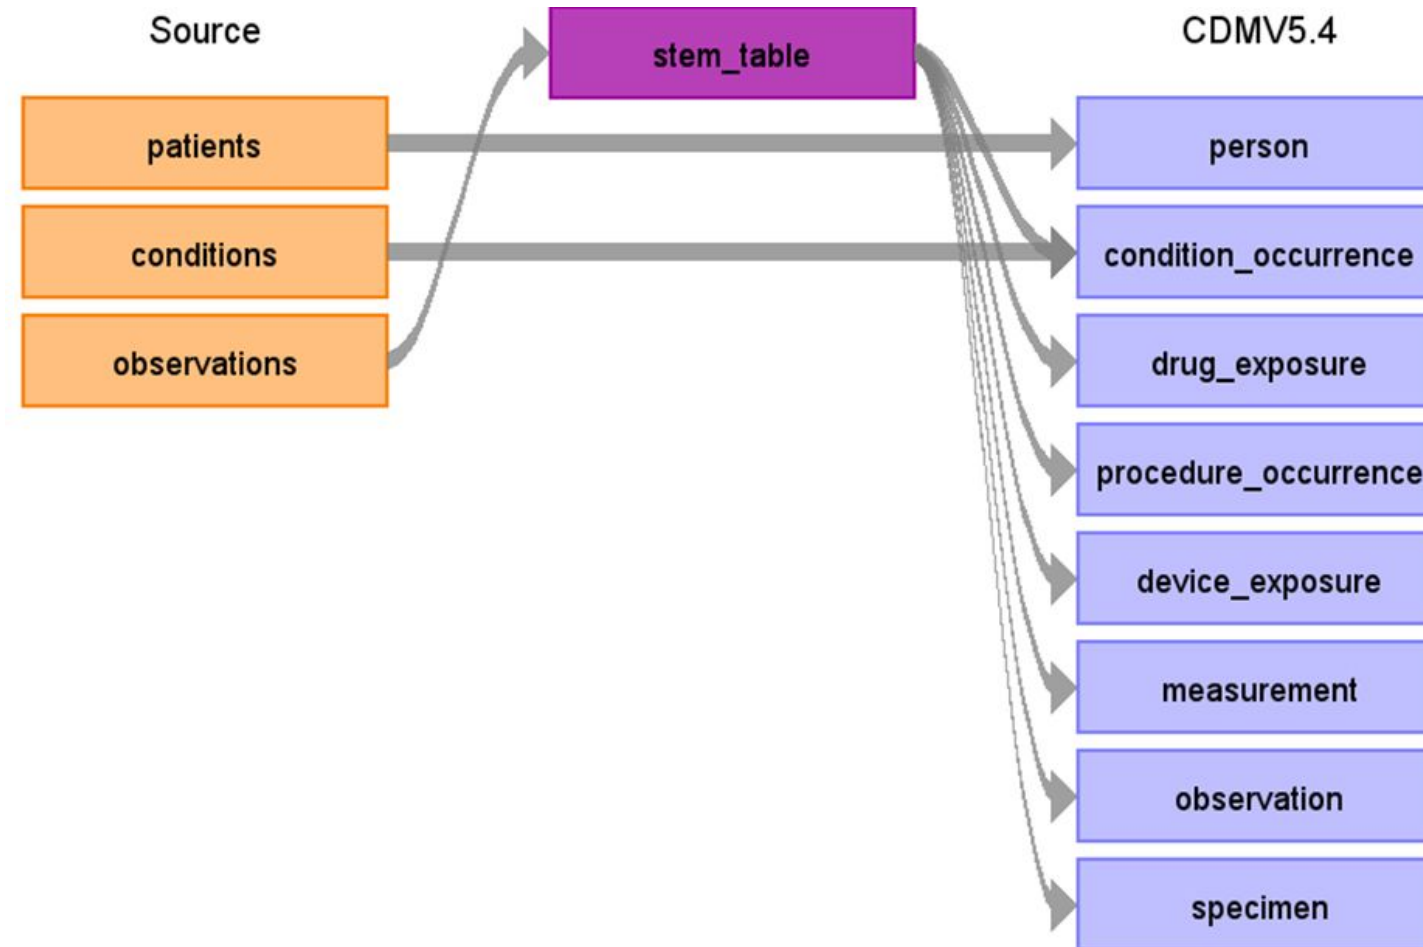 Source
stem_table
CDMV5.4
patients
person
conditions
condition_occurrence
observations
drug_exposure
procedure_occurrence
device_exposure
measurement
observation
specimen